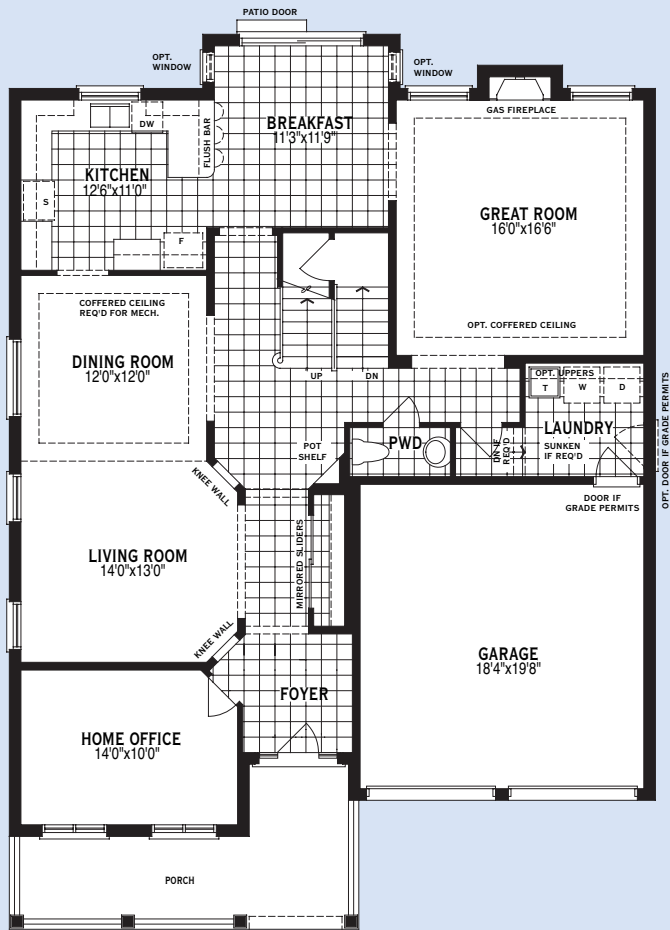 PATIO DOOR
OPT.
WINDOW
OPT.
WINDOW
GAS FIREPLACE
DW
FLUSH BAR
BREAKFAST
11'3"x11'9"
KITCHEN
12'6"x11'0"
S
F
GREAT ROOM
16'0"x16'6"
OPT. COFFERED CEILING
COFFERED CEILING
REQ'D FOR MECH.
DINING ROOM
12'0"x12'0"
UP
DN
OPT. UPPERS
T
W
D
LAUNDRY
SUNKEN
IF REQ'D
DN IF
REQ'D
PWD
POT
SHELF
OPT. DOOR IF GRADE PERMITS
DOOR IF
GRADE PERMITS
KNEE WALL
MIRRORED SLIDERS
LIVING ROOM
14'0"x13'0"
KNEE WALL
FOYER
GARAGE
18'4"x19'8"
HOME OFFICE
14'0"x10'0"
PORCH